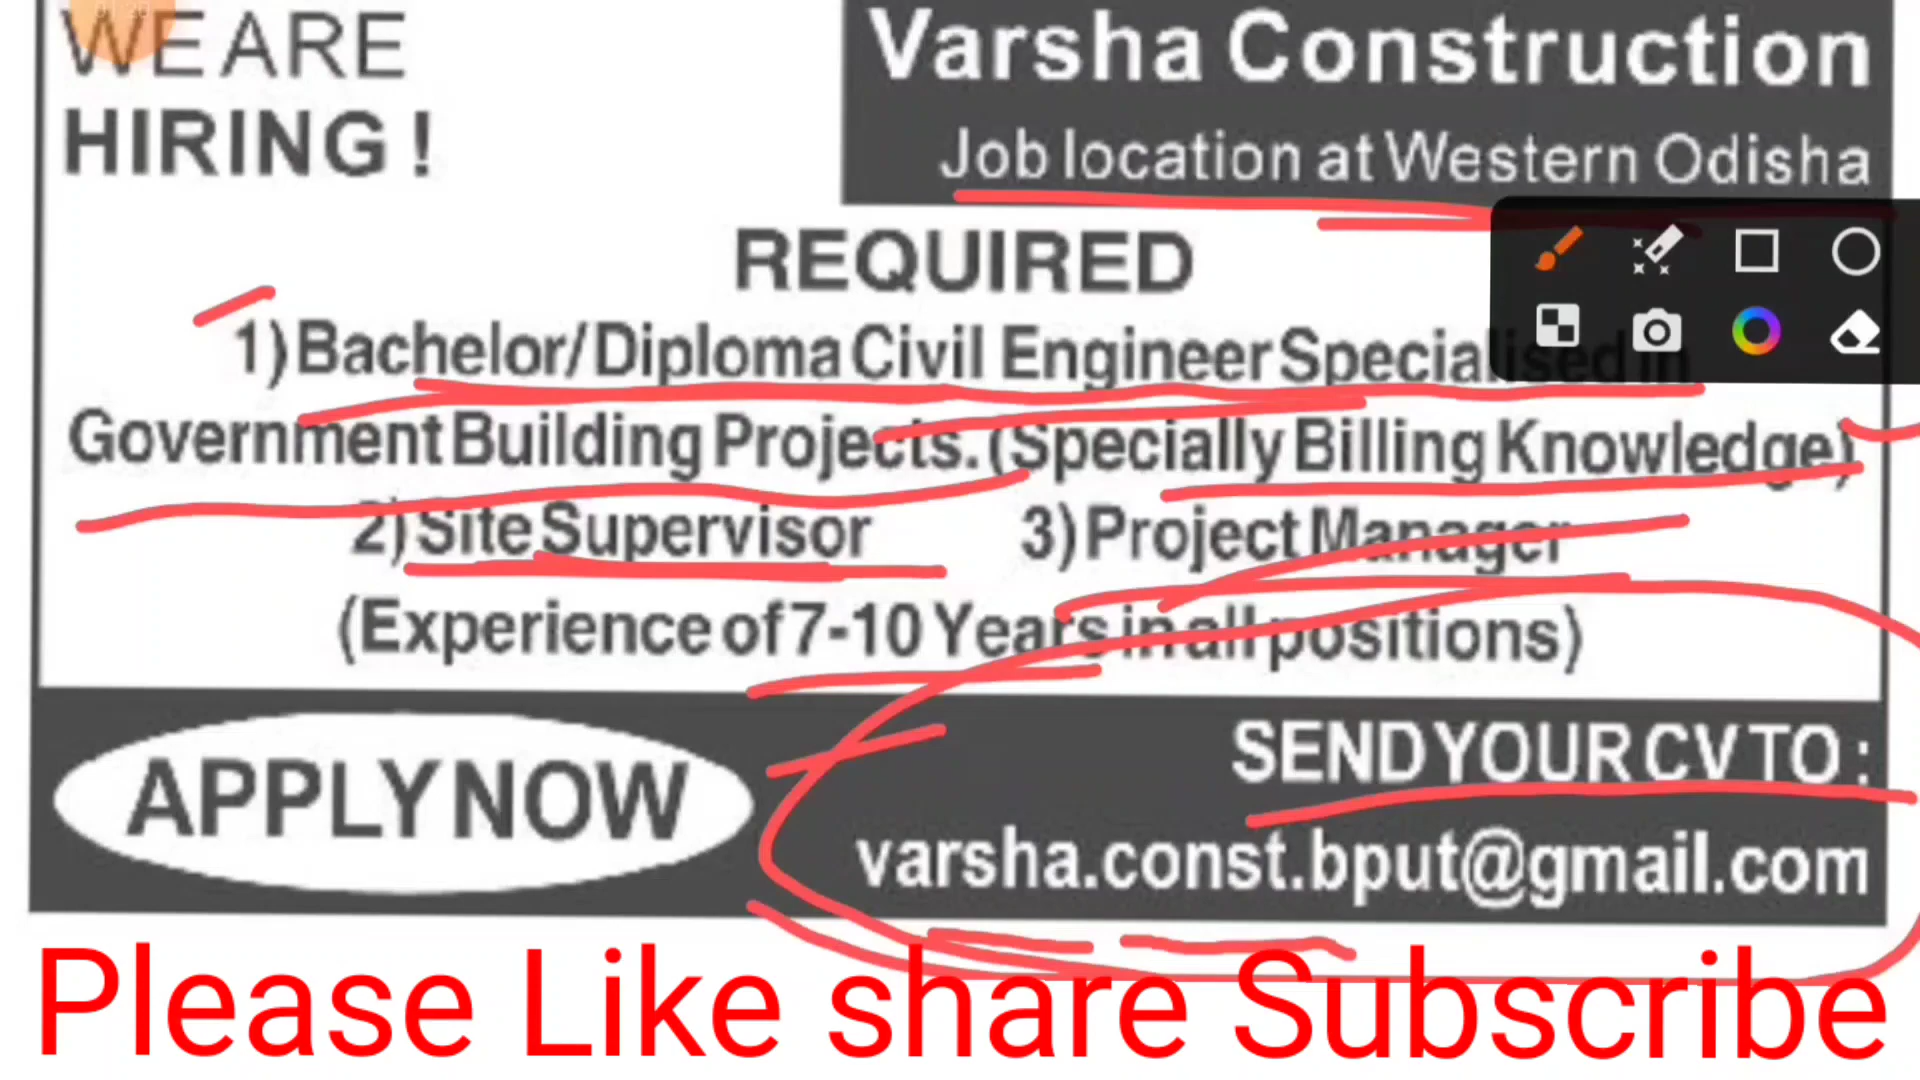 WE ARE
HIRING !
Varsha Construction
Job location at Western Odisha
REQUIRED
1) Bachelor/Diploma Civil Engineer Specialised in
Government Building Projects. (Specially Billing Knowledge)
2) Site Supervisor 3) Project Manager
(Experience of 7-10 Years in all positions)
APPLY NOW
SEND YOUR CV TO :
varsha.const.bput@gmail.com
Please Like share Subscribe